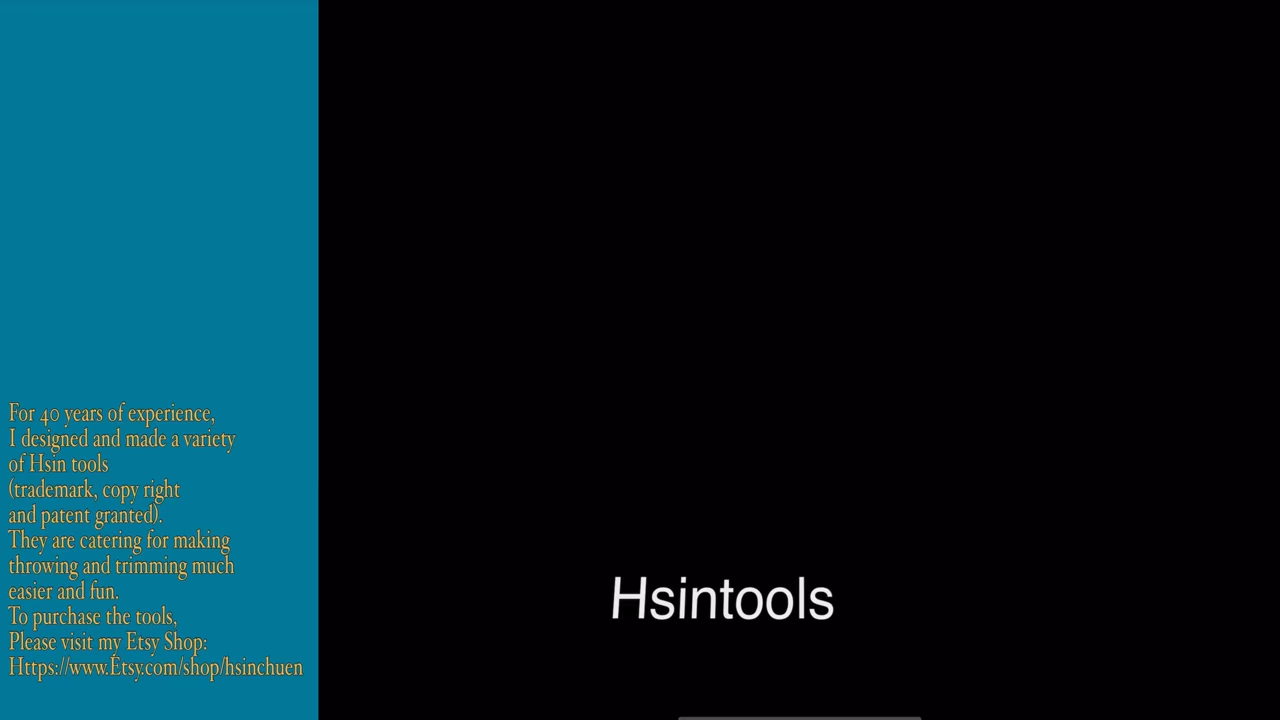 For 40 years of experience,
I designed and made a variety
of Hsin tools
(trademark, copy right
and patent granted).
They are catering for making
throwing and trimming much
easier and fun.
To purchase the tools,
Please visit my Etsy Shop:
Https://www.Etsy.com/shop/hsinchuen
Hsintools